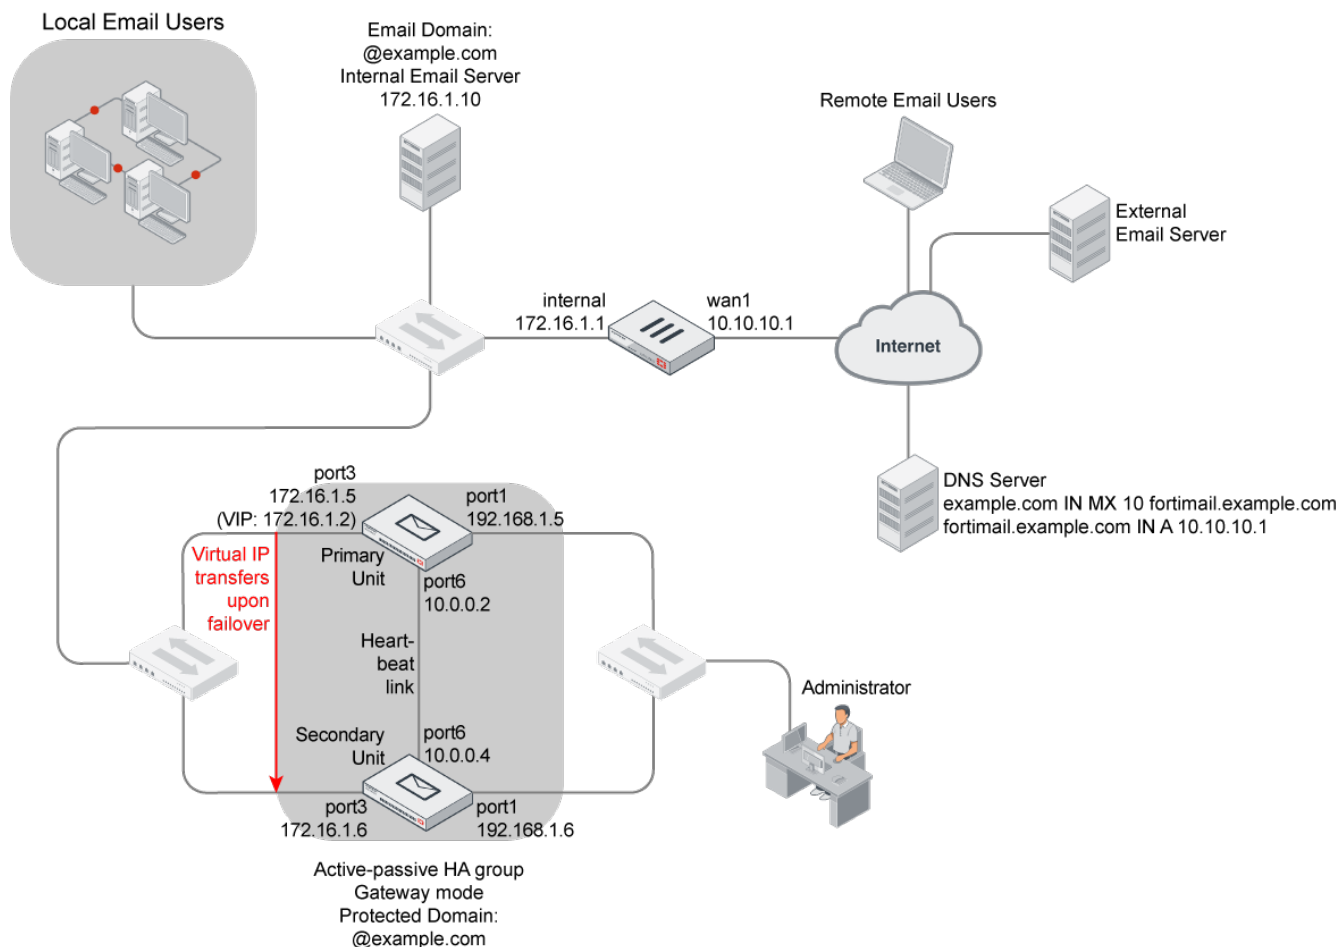 Local Email Users
Email Domain:
@example.com
Internal Email Server
172.16.1.10
Remote Email Users
External
Email Server
internal
172.16.1.1
wan1
10.10.10.1
Internet
DNS Server
example.com IN MX 10 fortimail.example.com
fortimail.example.com IN A 10.10.10.1
port3
172.16.1.5
(VIP: 172.16.1.2)
port1
192.168.1.5
Virtual IP
transfers
upon
failover
Primary
Unit
port6
10.0.0.2
Heart-
beat
link
Administrator
Secondary
Unit
port6
10.0.0.4
port3
172.16.1.6
port1
192.168.1.6
Active-passive HA group
Gateway mode
Protected Domain:
@example.com